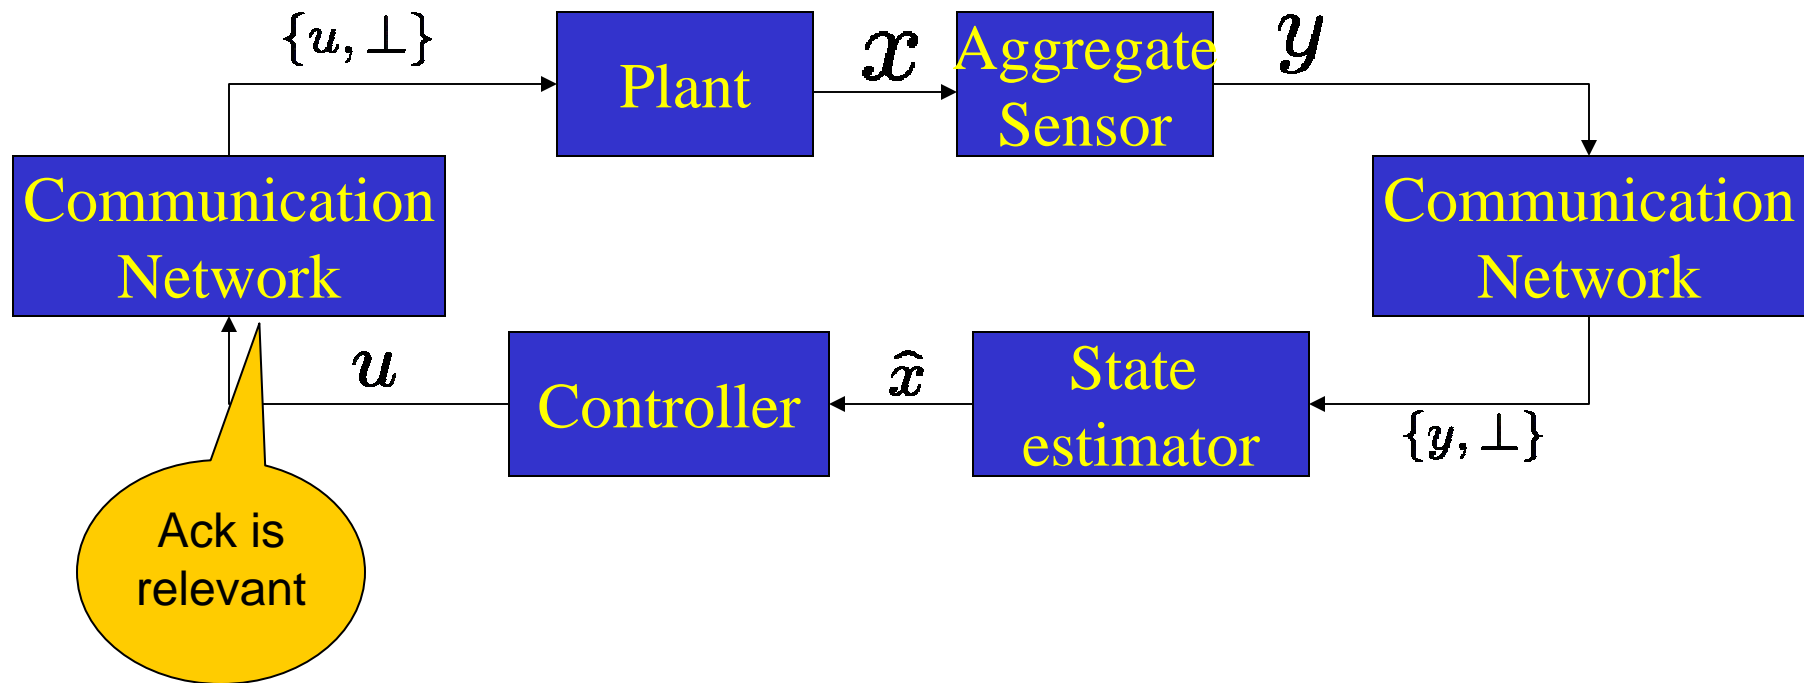 {u, ⊥}
Plant
x
Aggregate
Sensor
y
Communication
Network
Communication
Network
u
Controller
x̂
State
estimator
{y, ⊥}
Ack is
relevant